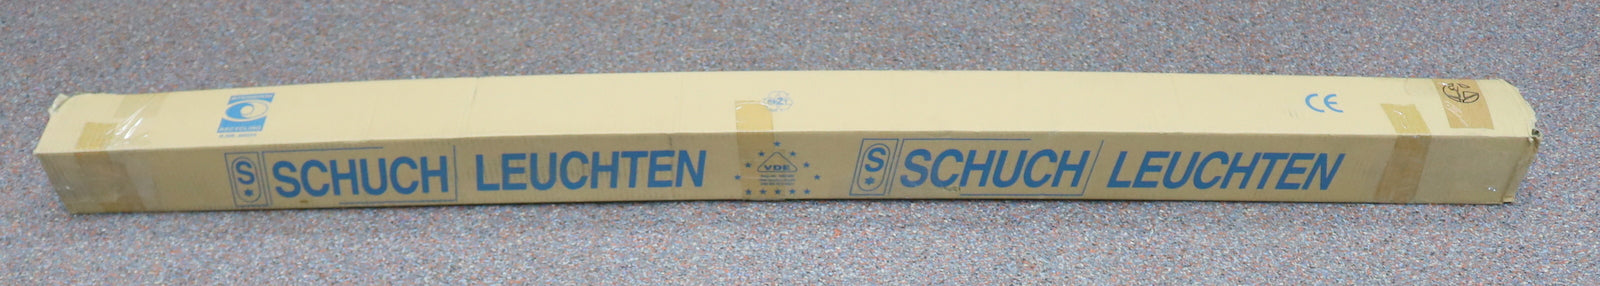 RECYCLING
CE
S SCHUCH LEUCHTEN
VDE
S SCHUCH LEUCHTEN